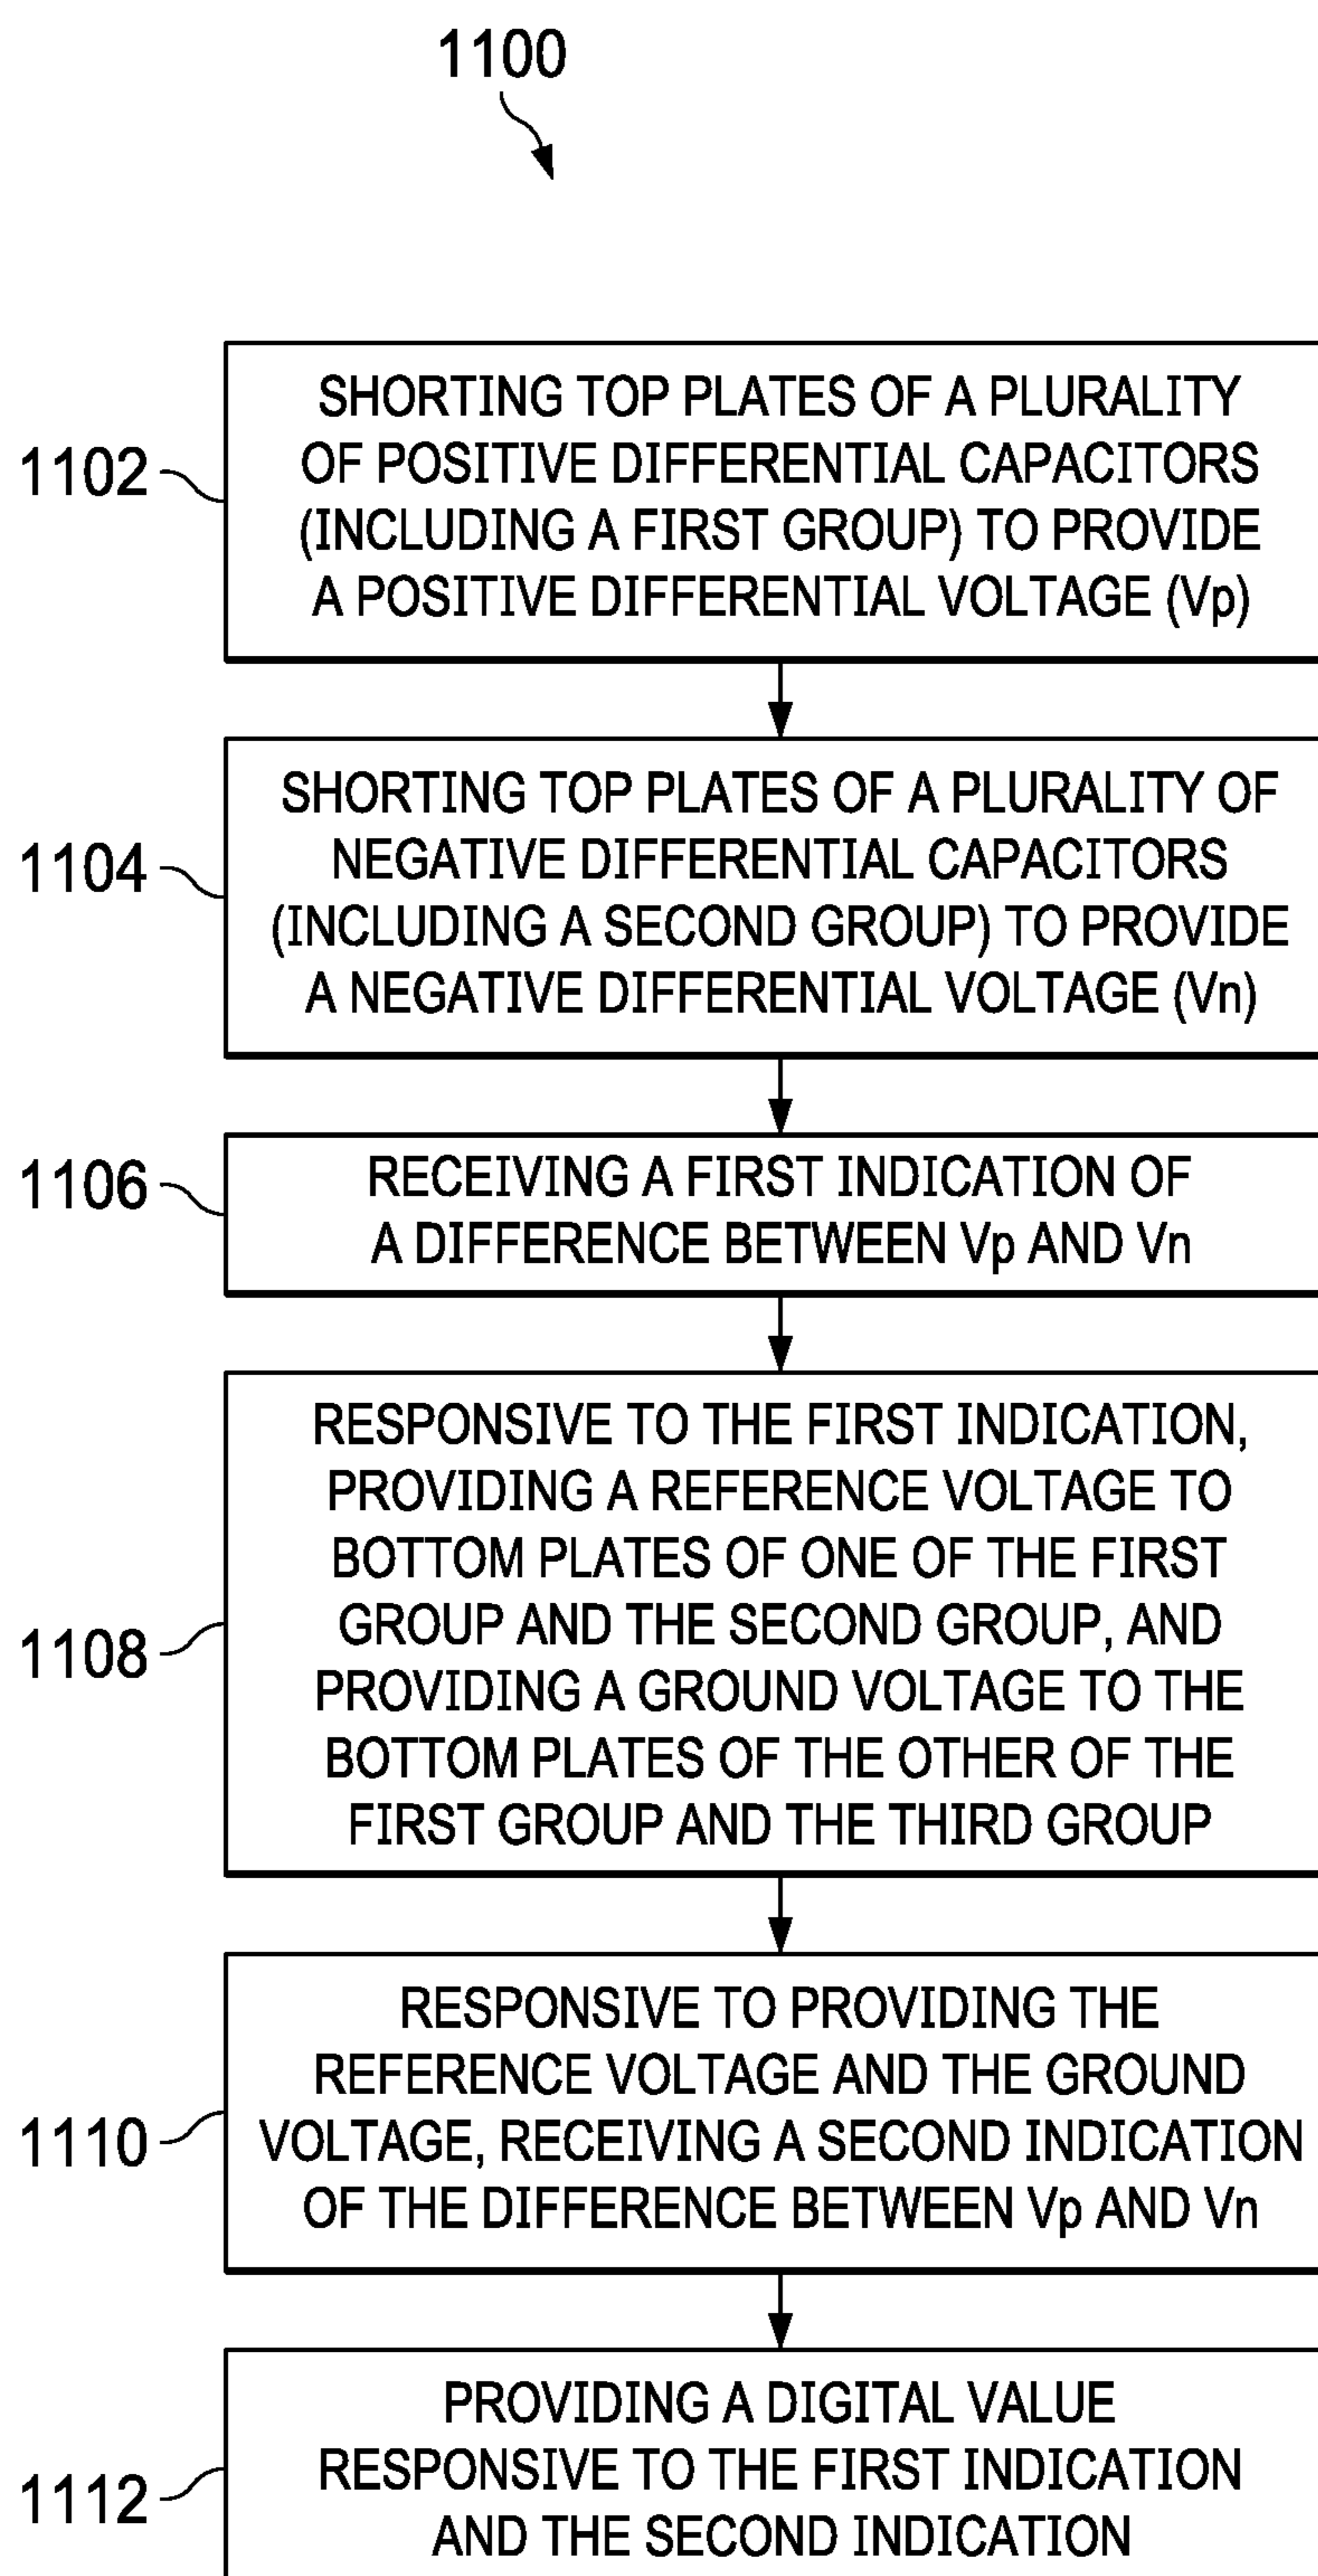 1100
1102
SHORTING TOP PLATES OF A PLURALITY
OF POSITIVE DIFFERENTIAL CAPACITORS
(INCLUDING A FIRST GROUP) TO PROVIDE
A POSITIVE DIFFERENTIAL VOLTAGE (Vp)
1104
SHORTING TOP PLATES OF A PLURALITY OF
NEGATIVE DIFFERENTIAL CAPACITORS
(INCLUDING A SECOND GROUP) TO PROVIDE
A NEGATIVE DIFFERENTIAL VOLTAGE (Vn)
1106
RECEIVING A FIRST INDICATION OF
A DIFFERENCE BETWEEN Vp AND Vn
1108
RESPONSIVE TO THE FIRST INDICATION,
PROVIDING A REFERENCE VOLTAGE TO
BOTTOM PLATES OF ONE OF THE FIRST
GROUP AND THE SECOND GROUP, AND
PROVIDING A GROUND VOLTAGE TO THE
BOTTOM PLATES OF THE OTHER OF THE
FIRST GROUP AND THE THIRD GROUP
1110
RESPONSIVE TO PROVIDING THE
REFERENCE VOLTAGE AND THE GROUND
VOLTAGE, RECEIVING A SECOND INDICATION
OF THE DIFFERENCE BETWEEN Vp AND Vn
1112
PROVIDING A DIGITAL VALUE
RESPONSIVE TO THE FIRST INDICATION
AND THE SECOND INDICATION